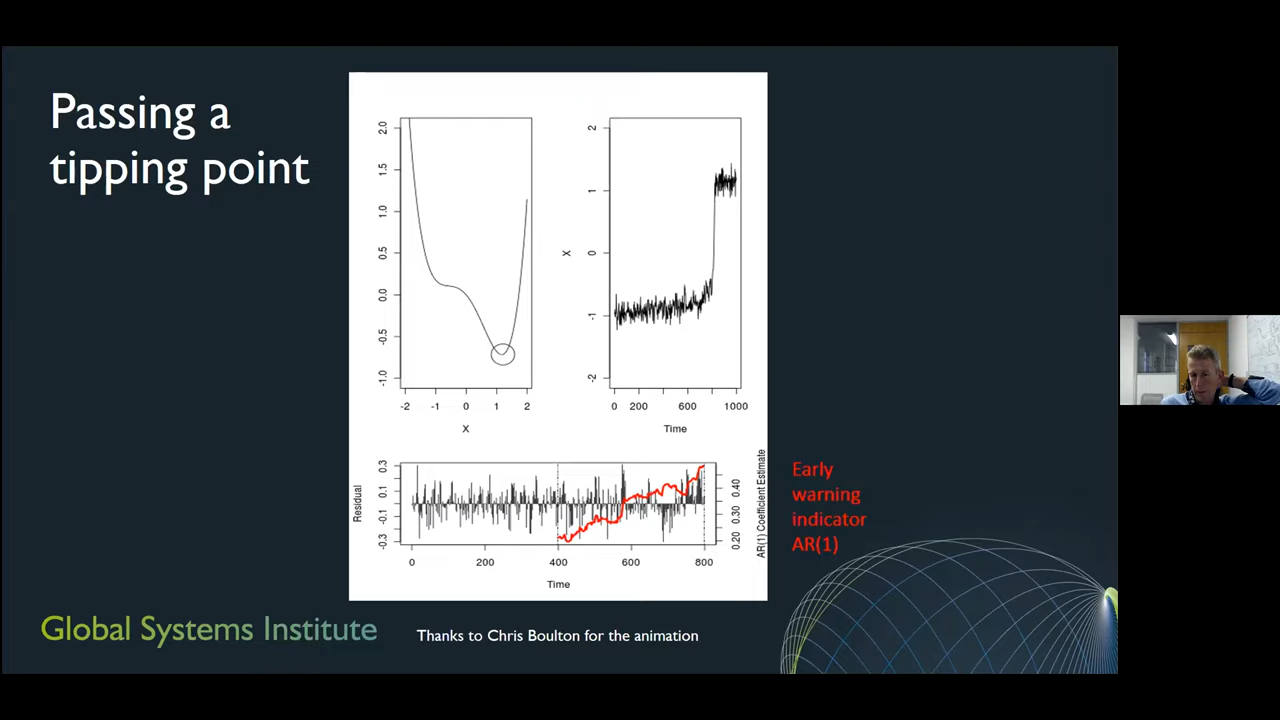 Passing a
tipping point
2.0
1.5
1.0
0.5
0.0
-0.5
-1.0
-2 -1 0 1 2
X
2
1
0
-1
-2
X
0 200 600 1000
Time
Residual
0.3
0.1
-0.1
-0.3
0.40
0.30
0.20
AR(1) Coefficient Estimate
0 200 400 600 800
Time
Early
warning
indicator
AR(1)
Global Systems Institute
Thanks to Chris Boulton for the animation